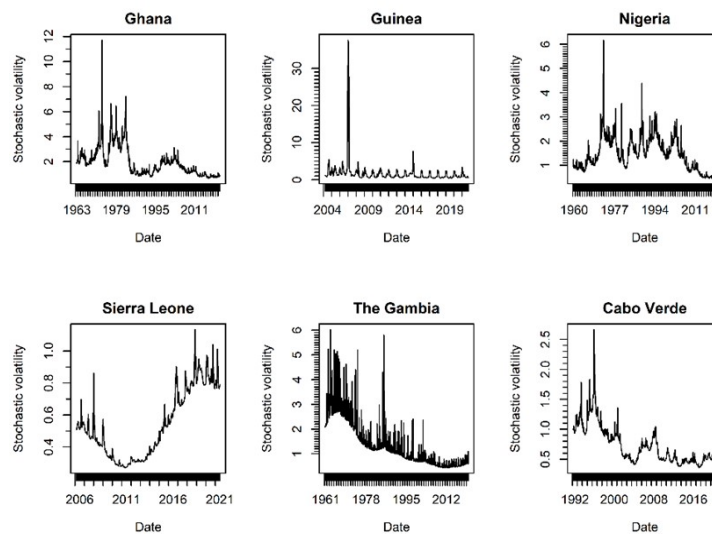 Ghana
Stochastic volatility
12
10
8
6
4
2
1963 1979 1995 2011
Date
Guinea
Stochastic volatility
30
20
10
0
2004 2009 2014 2019
Date
Nigeria
Stochastic volatility
6
5
4
3
2
1
1960 1977 1994 2011
Date
Sierra Leone
Stochastic volatility
1.0
0.8
0.6
0.4
2006 2011 2016 2021
Date
The Gambia
Stochastic volatility
6
5
4
3
2
1
1961 1978 1995 2012
Date
Cabo Verde
Stochastic volatility
2.5
2.0
1.5
1.0
0.5
1992 2000 2008 2016
Date